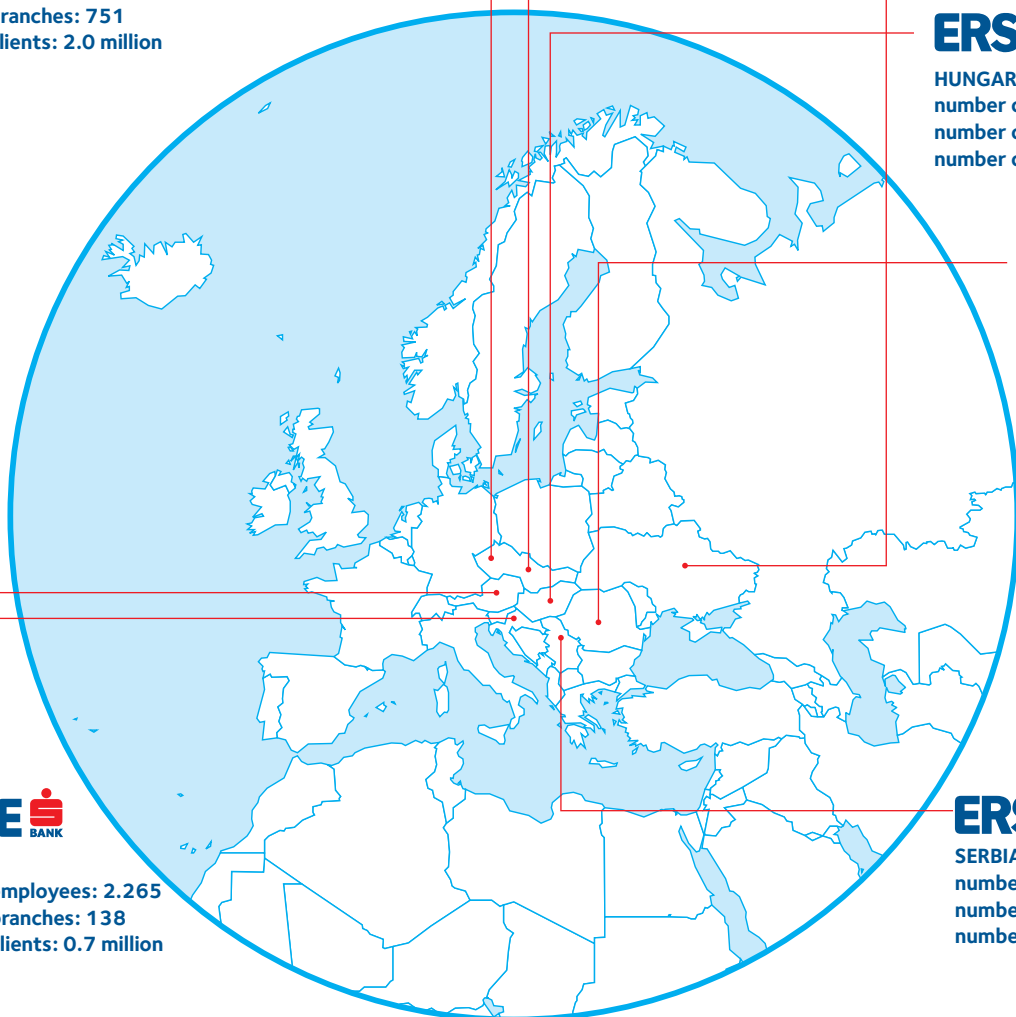 ranches: 751
lients: 2.0 million
ERS
HUNGAR
number o
number o
number o
E
BANK
mployees: 2.265
branches: 138
lients: 0.7 million
ERS
SERBIA
numbe
numbe
numbe